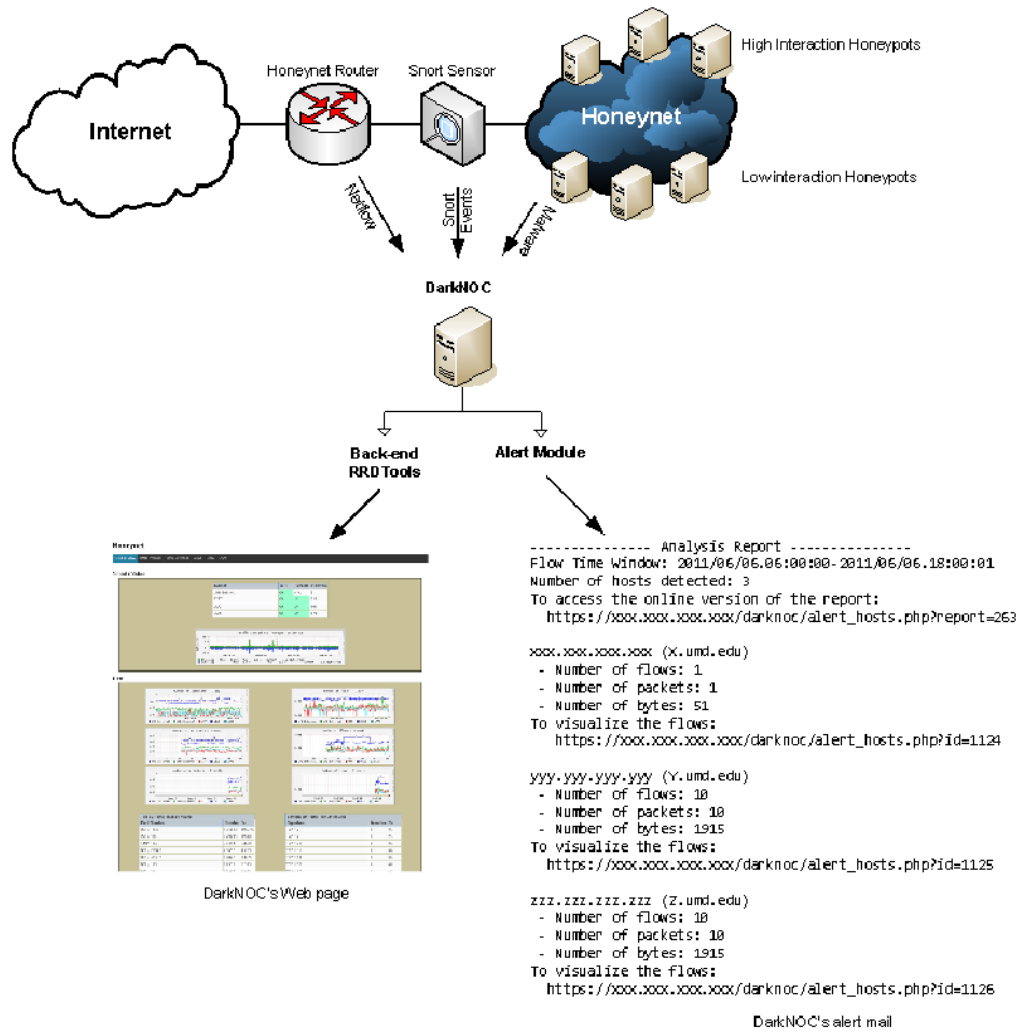 High Interaction Honeypots
Honeynet Router
Snort Sensor
Internet
Honeynet
Low interaction Honeypots
Netflow
Snort
Events
Malware
DarkNOC
Back-end
RRDTools
Alert Module
Honeynet
--------------- Analysis Report ---------------
Flow Time Window: 2011/06/06.06:00:00-2011/06/06.18:00:01
Number of hosts detected: 3
To access the online version of the report:
https://xxx.xxx.xxx.xxx/darknoc/alert_hosts.php?report=263
xxx.xxx.xxx.xxx (X.umd.edu)
- Number of flows: 1
- Number of packets: 1
- Number of bytes: 51
To visualize the flows:
https://xxx.xxx.xxx.xxx/darknoc/alert_hosts.php?id=1124
yyy.yyy.yyy.yyy (Y.umd.edu)
- Number of flows: 10
- Number of packets: 10
- Number of bytes: 1915
To visualize the flows:
https://xxx.xxx.xxx.xxx/darknoc/alert_hosts.php?id=1125
zzz.zzz.zzz.zzz (Z.umd.edu)
- Number of flows: 10
- Number of packets: 10
- Number of bytes: 1915
To visualize the flows:
https://xxx.xxx.xxx.xxx/darknoc/alert_hosts.php?id=1126
DarkNOC's Web page
DarkNOC's alert mail